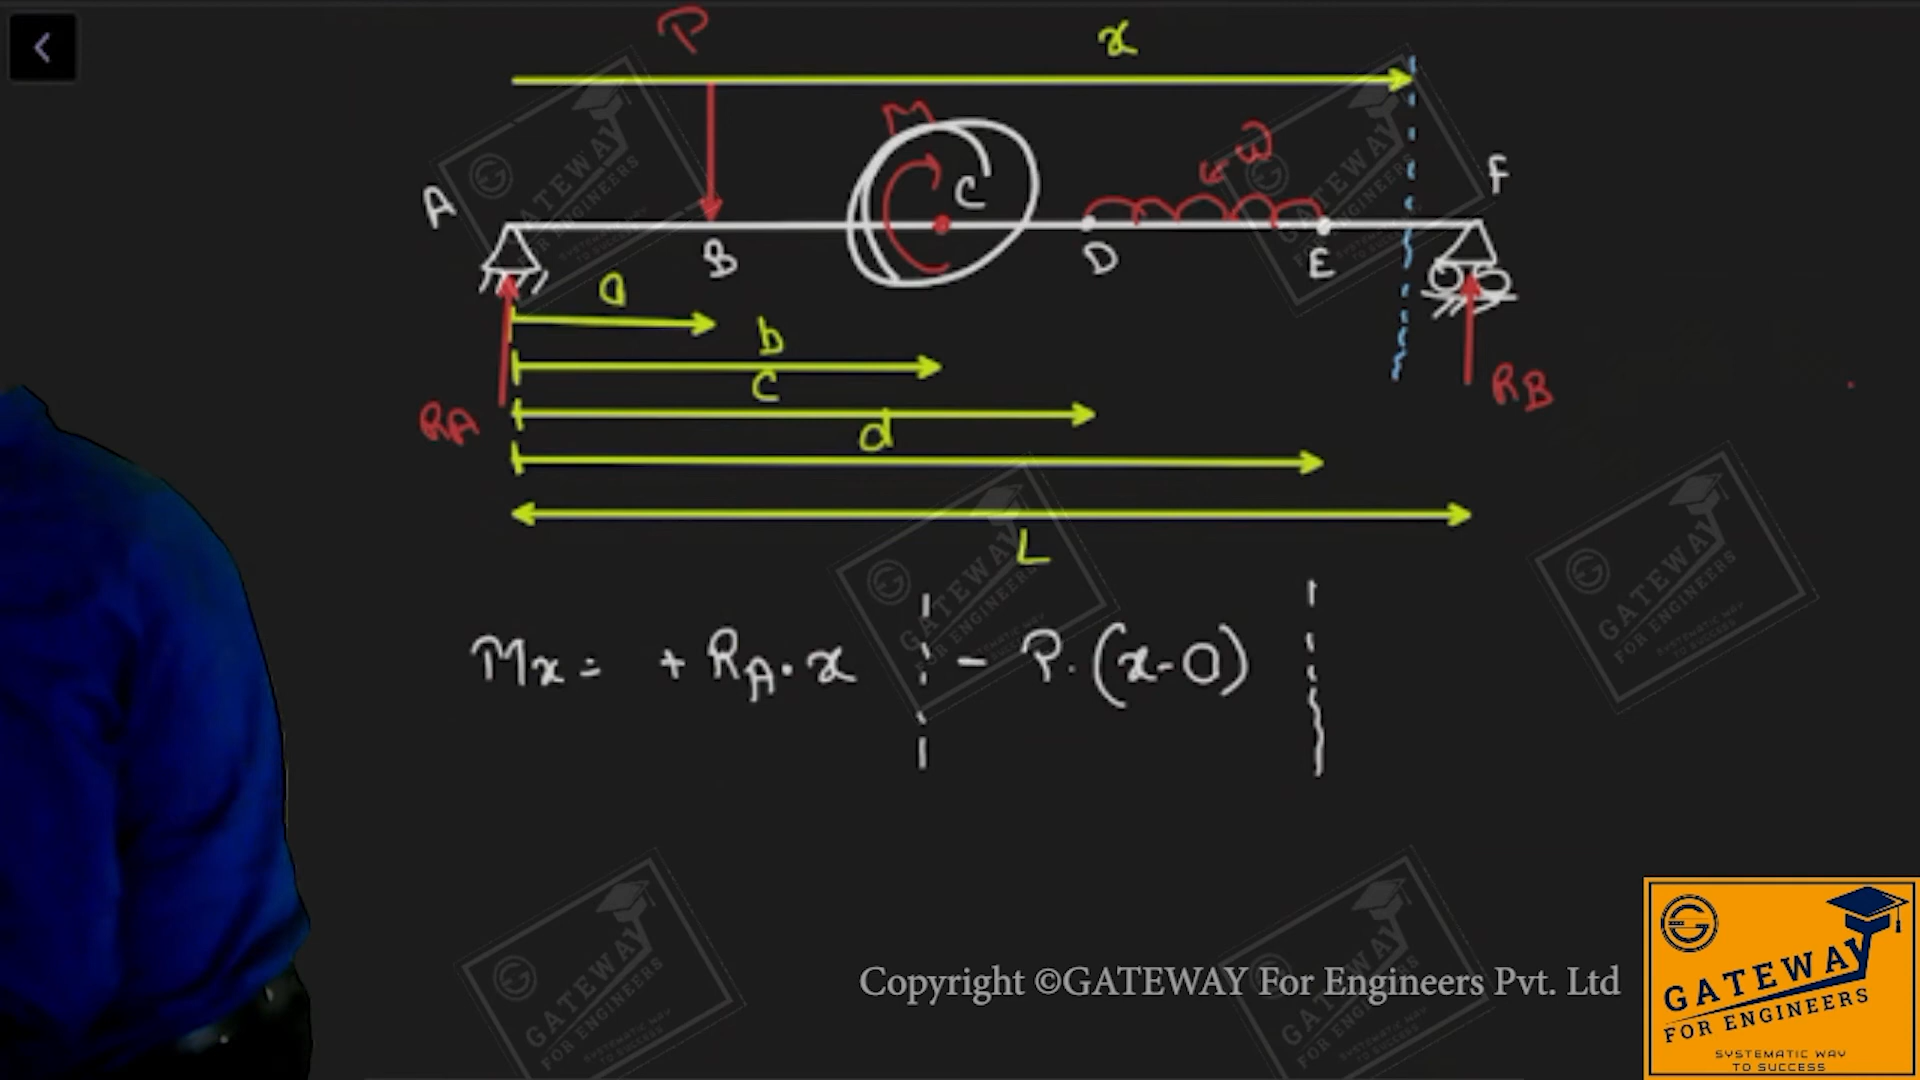 P
x
M
C
ω
A
F
B
D
E
a
b
RA
c
RB
d
L
Mx = + RA.x - P.(x-a)
Copyright ©GATEWAY For Engineers Pvt. Ltd
GATEWAY
FOR ENGINEERS
SYSTEMATIC WAY
TO SUCCESS